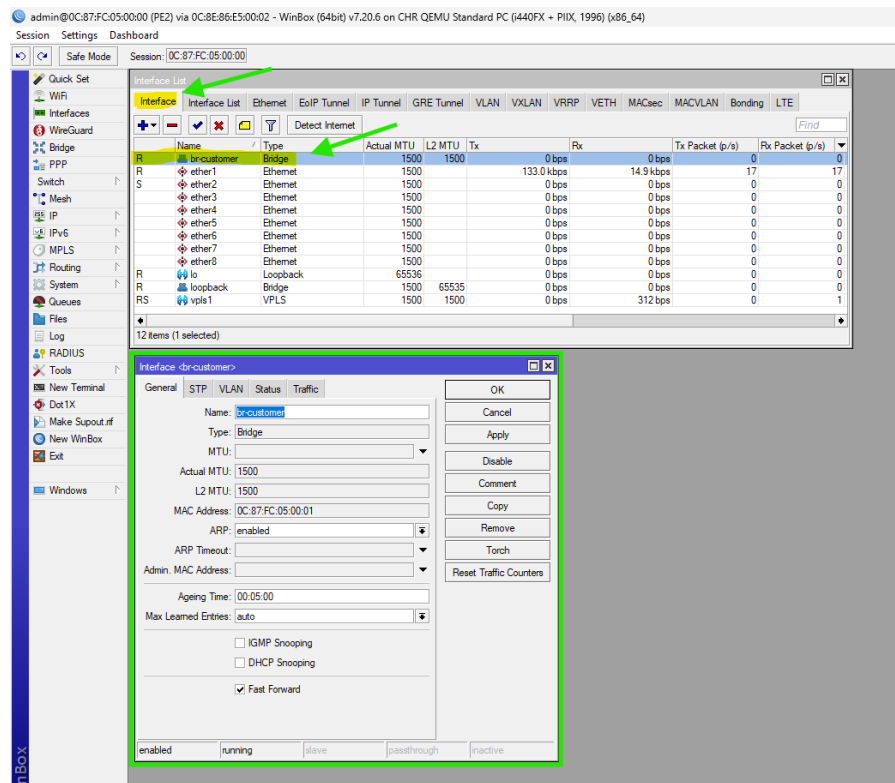 admin@0C:87:FC:05:00:00 (PE2) via 0C:8E:86:E5:00:02 - WinBox (64bit) v7.20.6 on CHR QEMU Standard PC (i440FX + PIIX, 1996) (x86_64)
Session Settings Dashboard
Safe Mode Session: 0C:87:FC:05:00:00
Quick Set
WiFi
Interfaces
WireGuard
Bridge
PPP
Switch
Mesh
IP
IPv6
MPLS
Routing
System
Queues
Files
Log
RADIUS
Tools
New Terminal
Dot1X
Make Supout.rif
New WinBox
Exit
Windows
Interface List
Interface Interface List Ethernet EoIP Tunnel IP Tunnel GRE Tunnel VLAN VXLAN VRRP VETH MACsec MACVLAN Bonding LTE
Detect Internet Find
Name Type Actual MTU L2 MTU Tx Rx Tx Packet (p/s) Rx Packet (p/s)
R br-customer Bridge 1500 1500 0 bps 0 bps 0 0
R ether1 Ethernet 1500 133.0 kbps 14.9 kbps 17 17
S ether2 Ethernet 1500 0 bps 0 bps 0 0
ether3 Ethernet 1500 0 bps 0 bps 0 0
ether4 Ethernet 1500 0 bps 0 bps 0 0
ether5 Ethernet 1500 0 bps 0 bps 0 0
ether6 Ethernet 1500 0 bps 0 bps 0 0
ether7 Ethernet 1500 0 bps 0 bps 0 0
ether8 Ethernet 1500 0 bps 0 bps 0 0
R lo Loopback 65536 0 bps 0 bps 0 0
R loopback Bridge 1500 65535 0 bps 0 bps 0 0
RS vpls1 VPLS 1500 1500 0 bps 312 bps 0 1
12 items (1 selected)
Interface <br-customer>
General STP VLAN Status Traffic
Name: br-customer
Type: Bridge
MTU:
Actual MTU: 1500
L2 MTU: 1500
MAC Address: 0C:87:FC:05:00:01
ARP: enabled
ARP Timeout:
Admin. MAC Address:
Ageing Time: 00:05:00
Max Learned Entries: auto
IGMP Snooping
DHCP Snooping
Fast Forward
OK
Cancel
Apply
Disable
Comment
Copy
Remove
Torch
Reset Traffic Counters
enabled running slave passthrough inactive
nBox